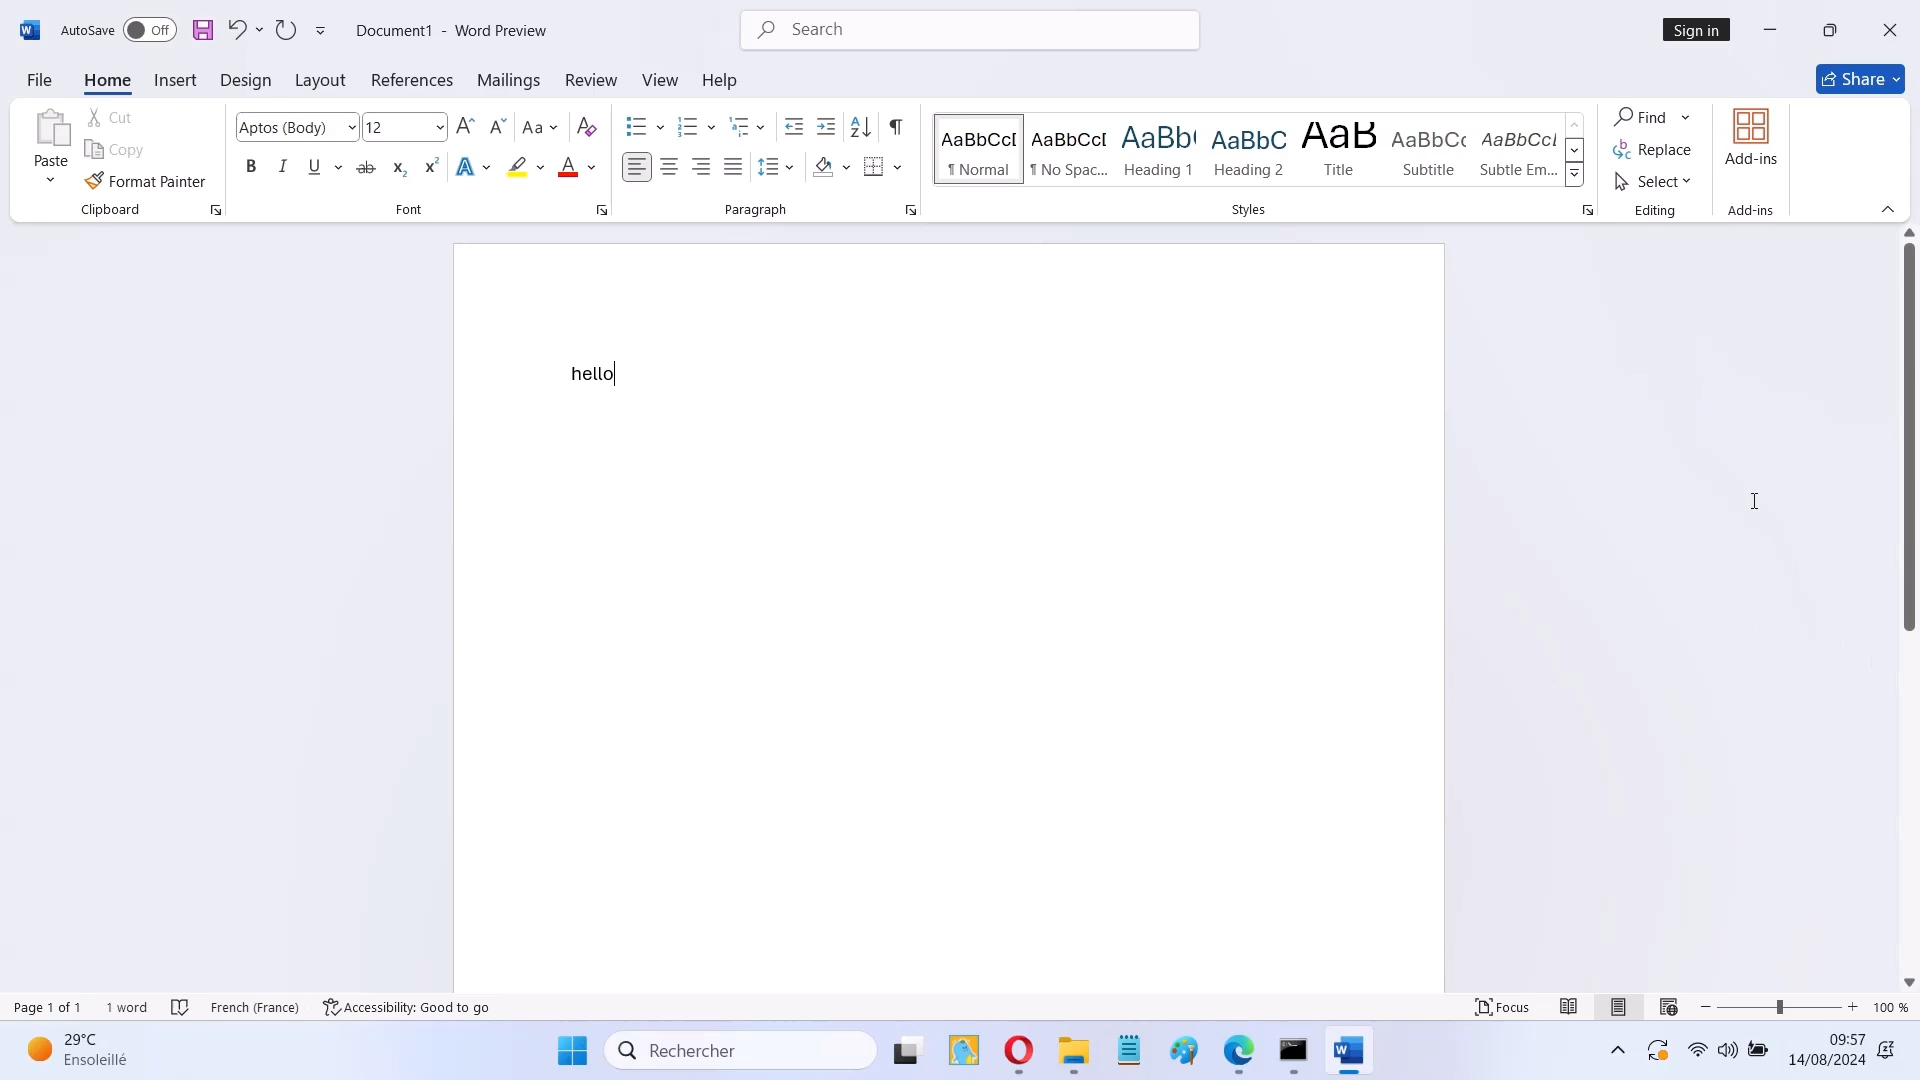 AutoSave Off Document1 - Word Preview Search Sign in
File Home Insert Design Layout References Mailings Review View Help Share
Paste Cut Copy Format Painter Clipboard
Aptos (Body) 12 Aa
B I U ab x₂ x² A A
Font
Paragraph
AaBbCcI AaBbCcI AaBb( AaBbC AaB AaBbCc AaBbCcI
¶ Normal ¶ No Spac... Heading 1 Heading 2 Title Subtitle Subtle Em...
Styles
Find
Replace
Select
Editing
Add-ins
Add-ins
hello
Page 1 of 1 1 word French (France) Accessibility: Good to go Focus 100 %
29°C
Ensoleillé
Rechercher
09:57
14/08/2024